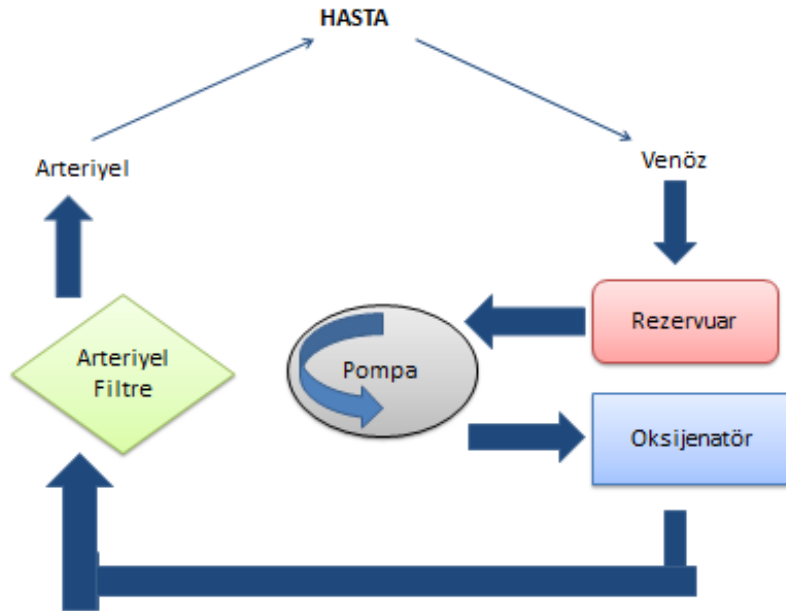 HASTA
Arteriyel
Venöz
Rezervuar
Pompa
Arteriyel
Filtre
Oksijenatör